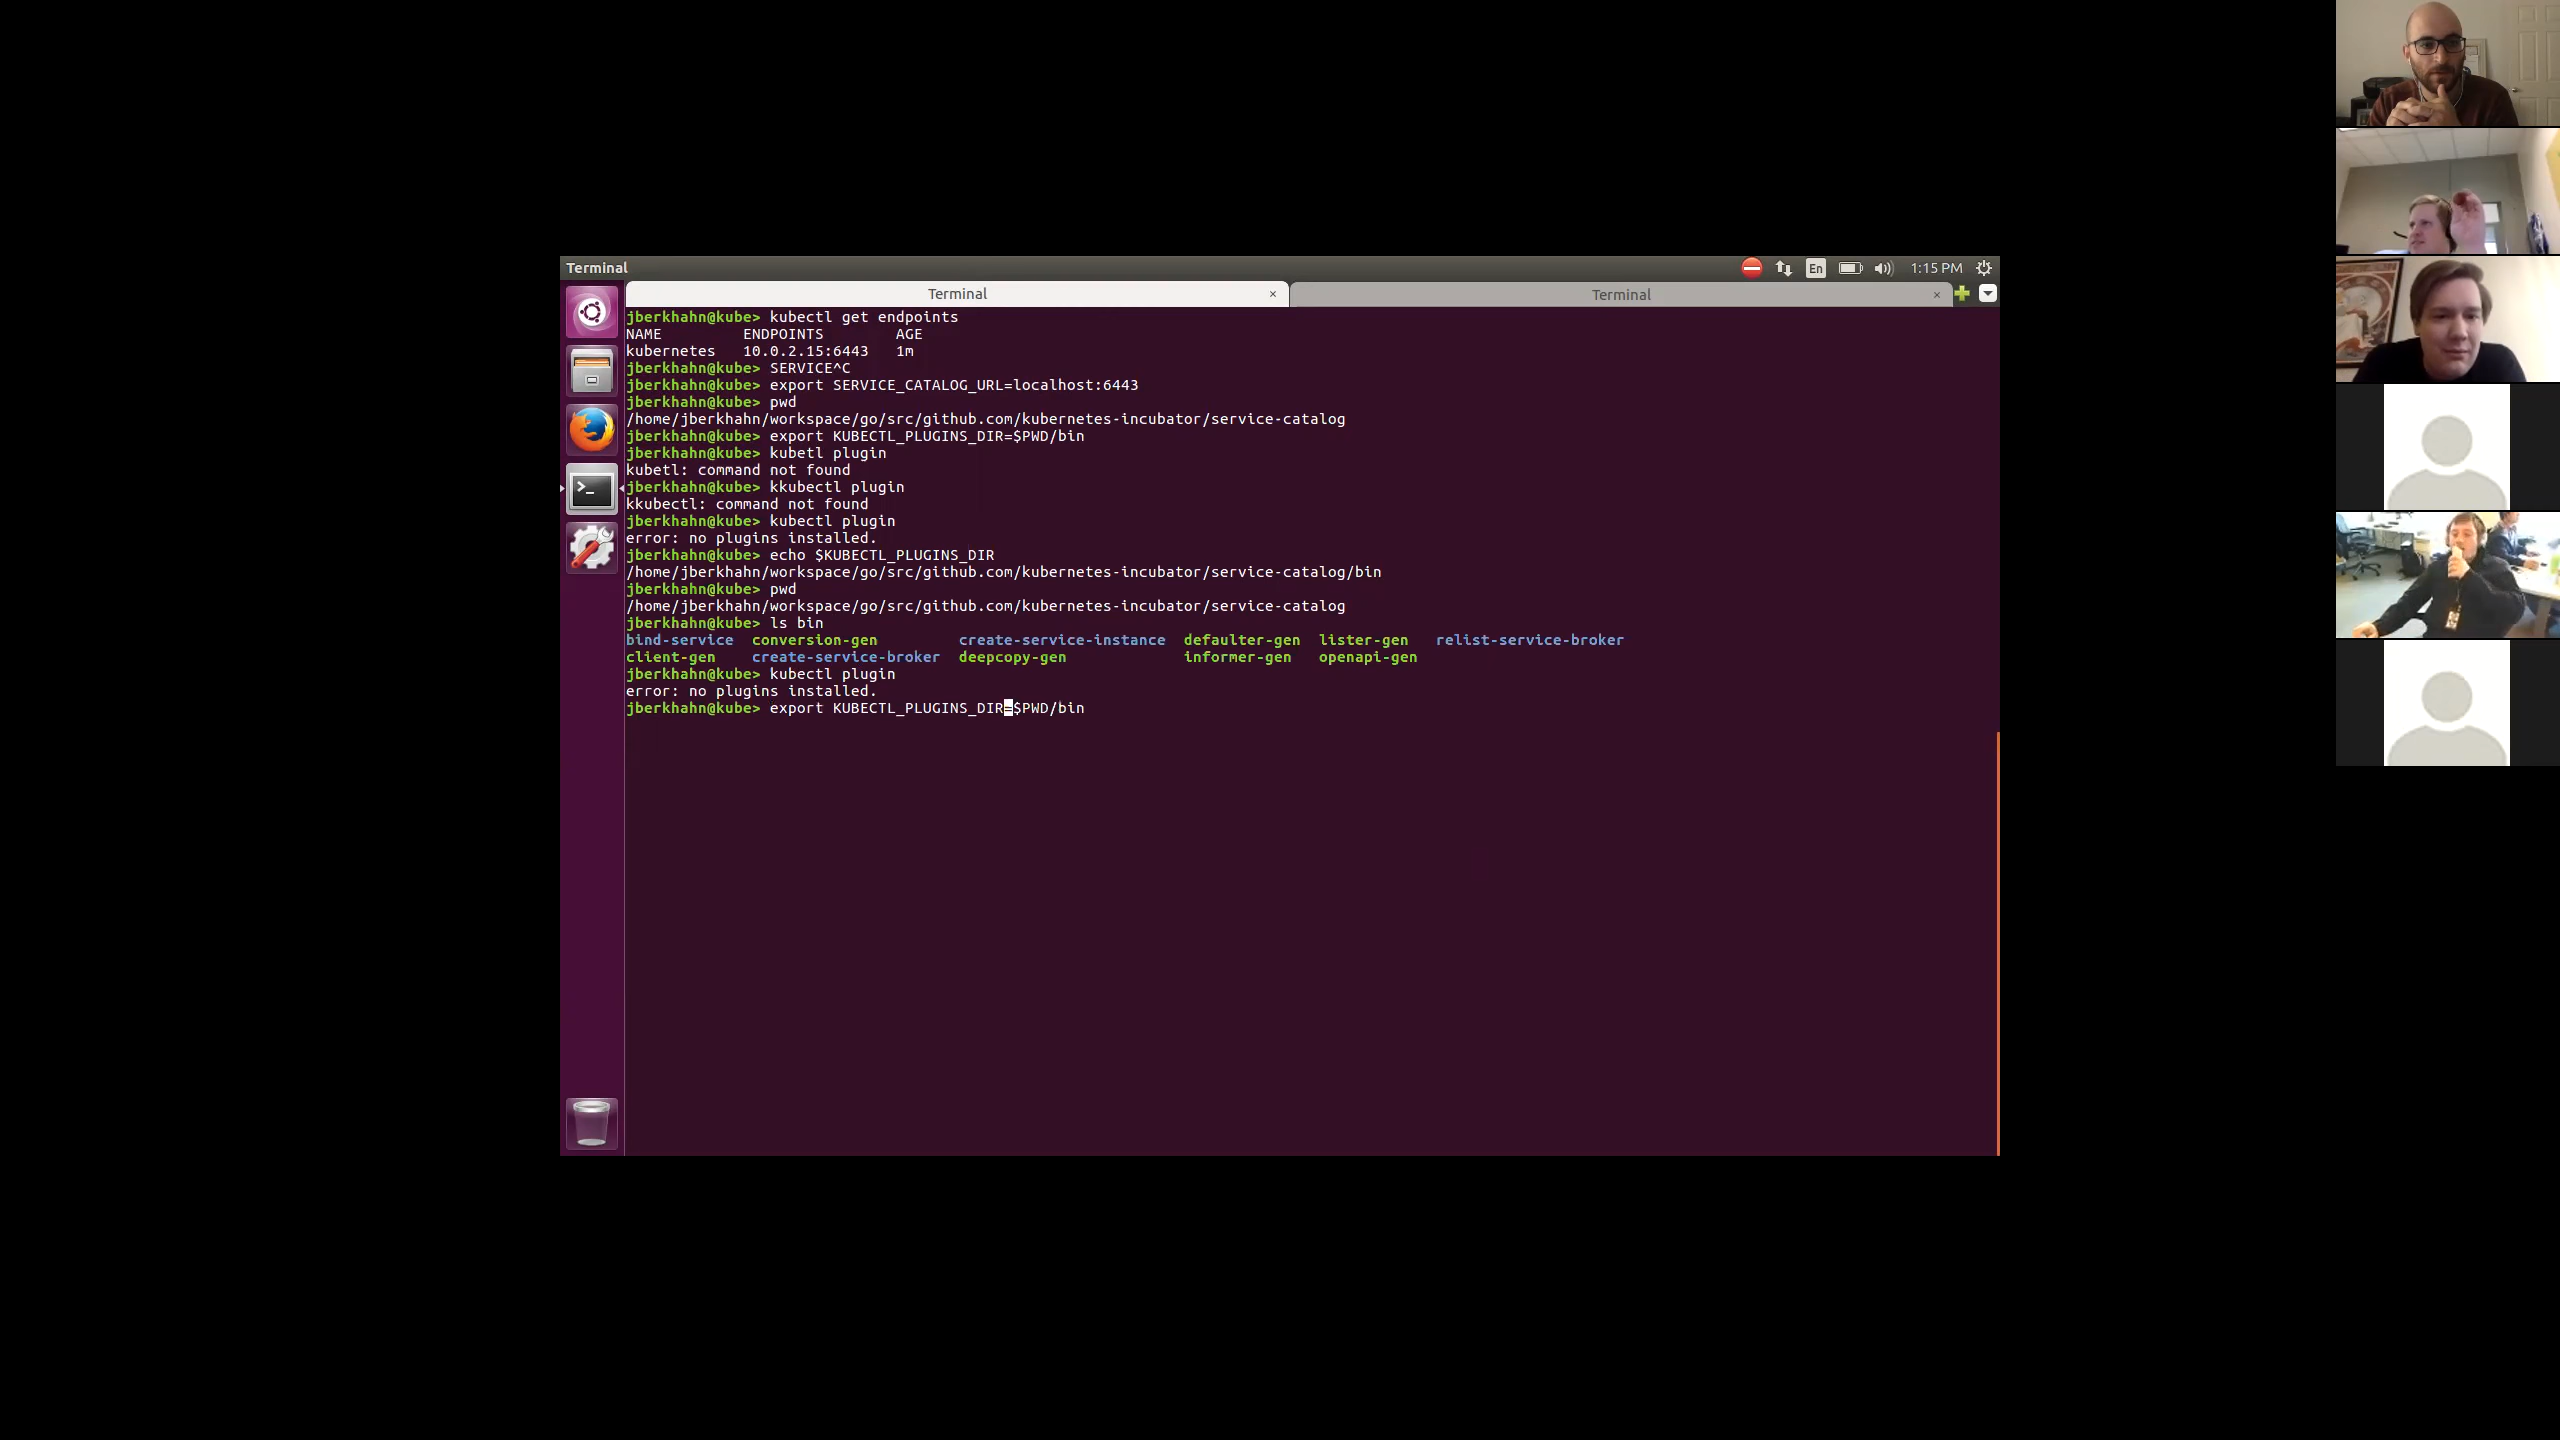 Terminal
En
1:15 PM
Terminal
Terminal
jberkhahn@kube> kubectl get endpoints
NAME ENDPOINTS AGE
kubernetes 10.0.2.15:6443 1m
jberkhahn@kube> SERVICE^C
jberkhahn@kube> export SERVICE_CATALOG_URL=localhost:6443
jberkhahn@kube> pwd
/home/jberkhahn/workspace/go/src/github.com/kubernetes-incubator/service-catalog
jberkhahn@kube> export KUBECTL_PLUGINS_DIR=$PWD/bin
jberkhahn@kube> kubetl plugin
kubetl: command not found
jberkhahn@kube> kkubectl plugin
kkubectl: command not found
jberkhahn@kube> kubectl plugin
error: no plugins installed.
jberkhahn@kube> echo $KUBECTL_PLUGINS_DIR
/home/jberkhahn/workspace/go/src/github.com/kubernetes-incubator/service-catalog/bin
jberkhahn@kube> pwd
/home/jberkhahn/workspace/go/src/github.com/kubernetes-incubator/service-catalog
jberkhahn@kube> ls bin
bind-service conversion-gen create-service-instance defaulter-gen lister-gen relist-service-broker
client-gen create-service-broker deepcopy-gen informer-gen openapi-gen
jberkhahn@kube> kubectl plugin
error: no plugins installed.
jberkhahn@kube> export KUBECTL_PLUGINS_DIR=$PWD/bin